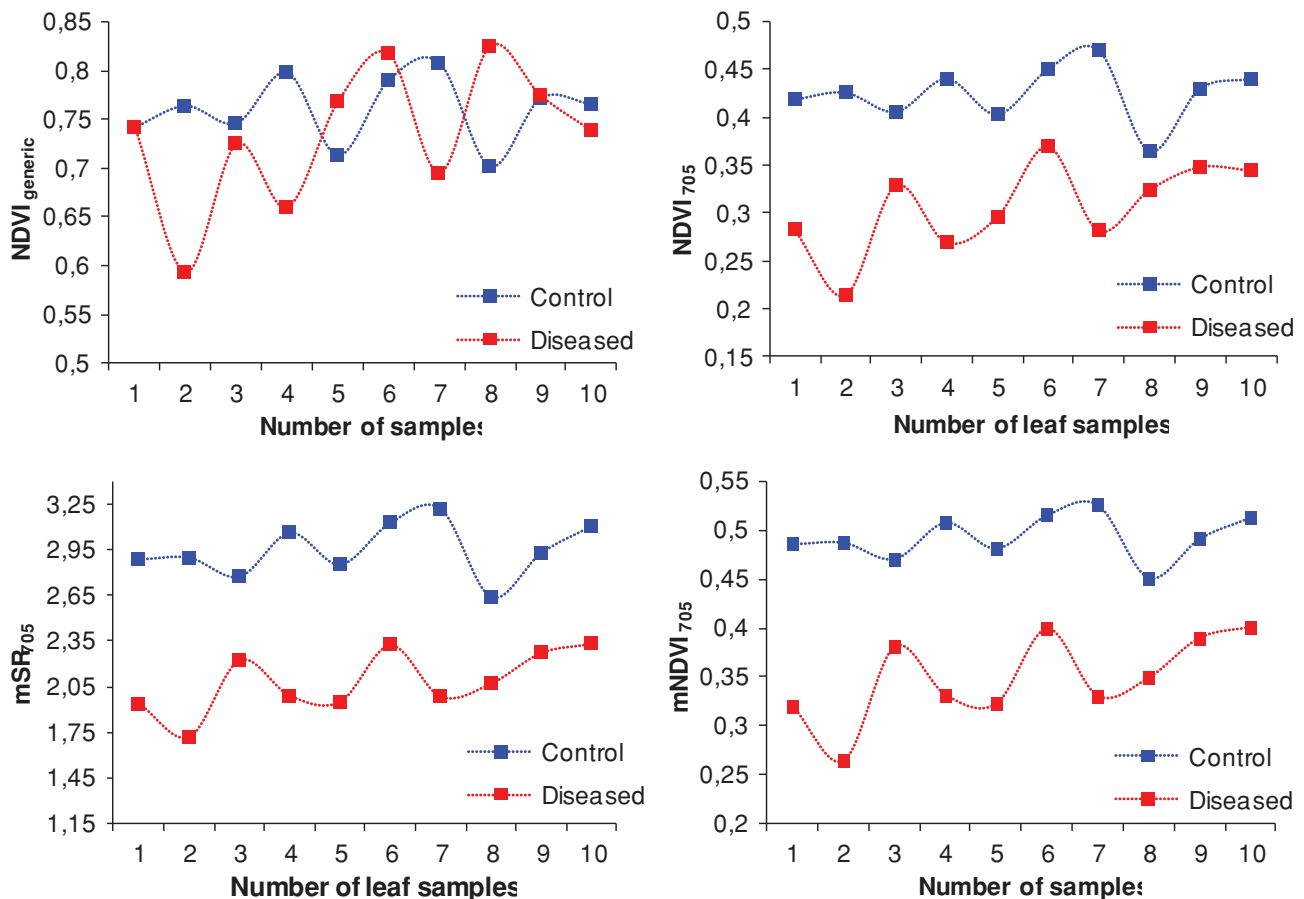 0,85
0,8
0,75
0,7
0,65
0,6
0,55
0,5
NDVIgeneric
Control
Diseased
1 2 3 4 5 6 7 8 9 10
Number of samples
0,5
0,45
0,4
0,35
0,3
0,25
0,2
0,15
NDVI705
Control
Diseased
1 2 3 4 5 6 7 8 9 10
Number of leaf samples
3,25
2,95
2,65
2,35
2,05
1,75
1,45
1,15
mSR705
Control
Diseased
1 2 3 4 5 6 7 8 9 10
Number of leaf samples
0,55
0,5
0,45
0,4
0,35
0,3
0,25
0,2
mNDVI705
Control
Diseased
1 2 3 4 5 6 7 8 9 10
Number of samples